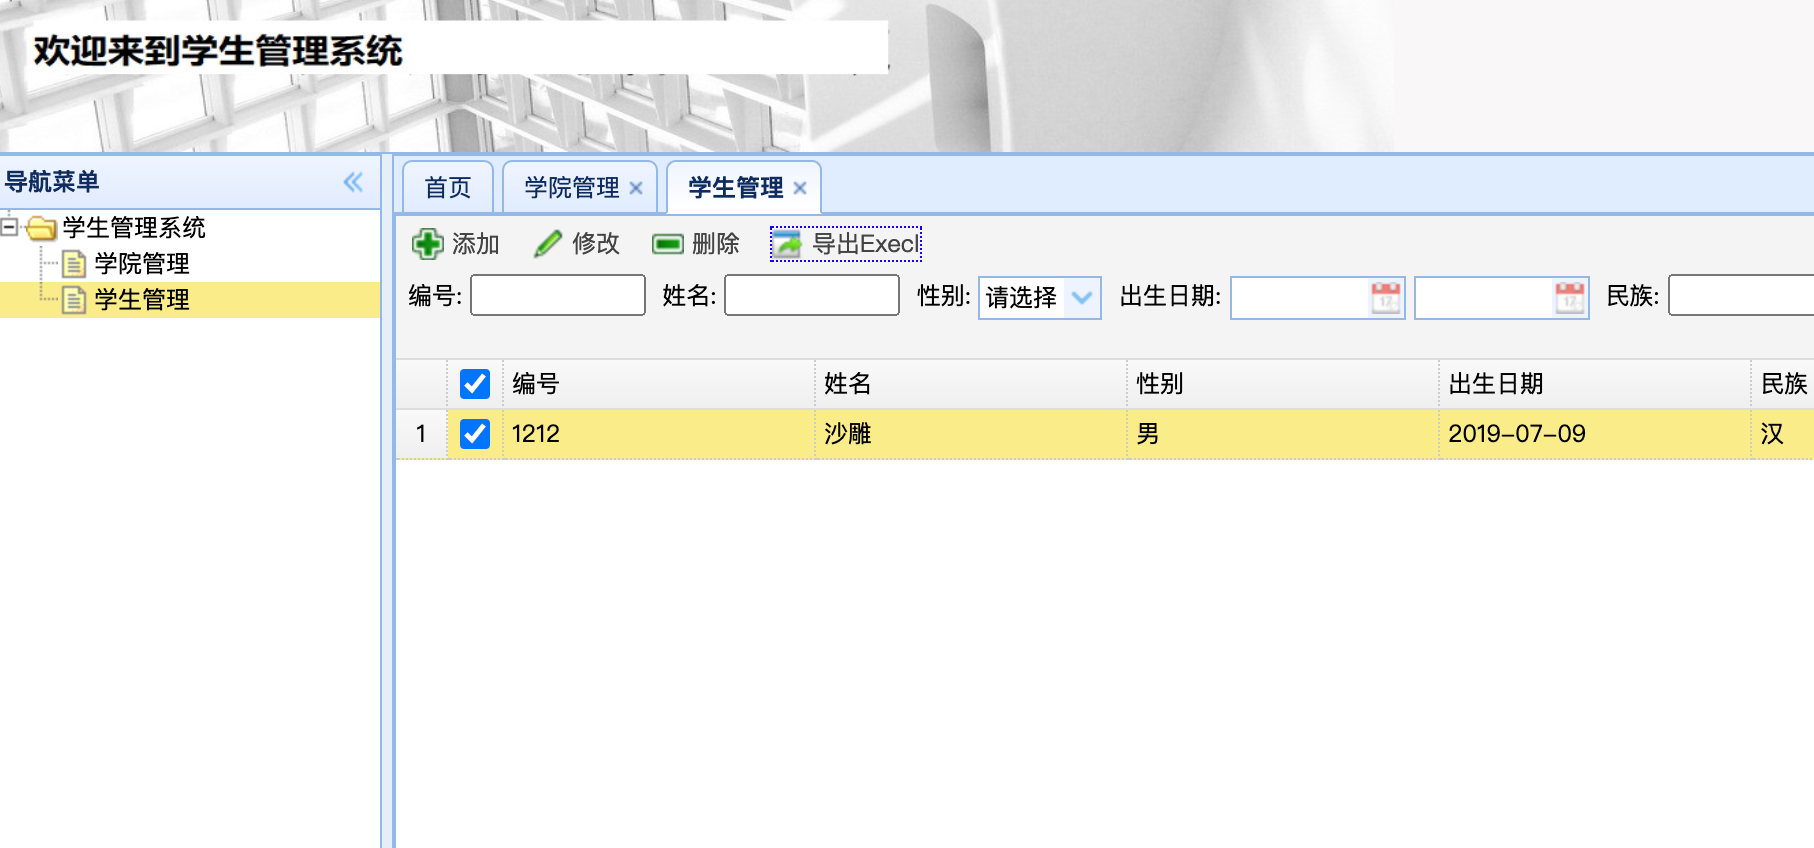 欢迎来到学生管理系统
导航菜单
首页 学院管理 学生管理
学生管理系统
学院管理
学生管理
添加 修改 删除 导出Execl
编号: 姓名: 性别: 请选择 出生日期: 民族:
编号 姓名 性别 出生日期 民族
1 1212 沙雕 男 2019-07-09 汉